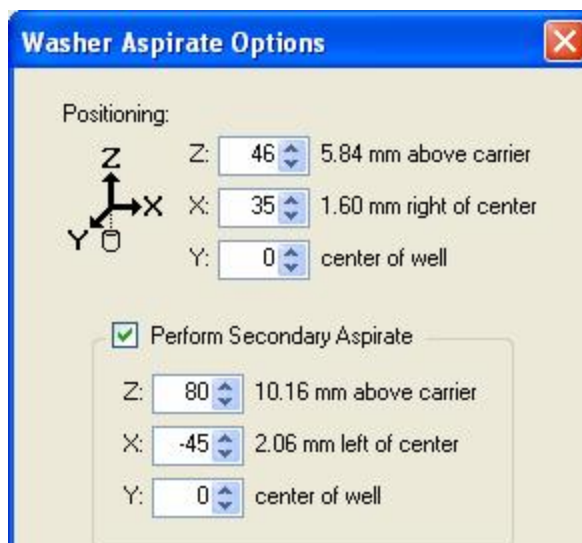 Washer Aspirate Options
Positioning:
Z
X
Y
Z: 46 5.84 mm above carrier
X: 35 1.60 mm right of center
Y: 0 center of well
Perform Secondary Aspirate
Z: 80 10.16 mm above carrier
X: -45 2.06 mm left of center
Y: 0 center of well